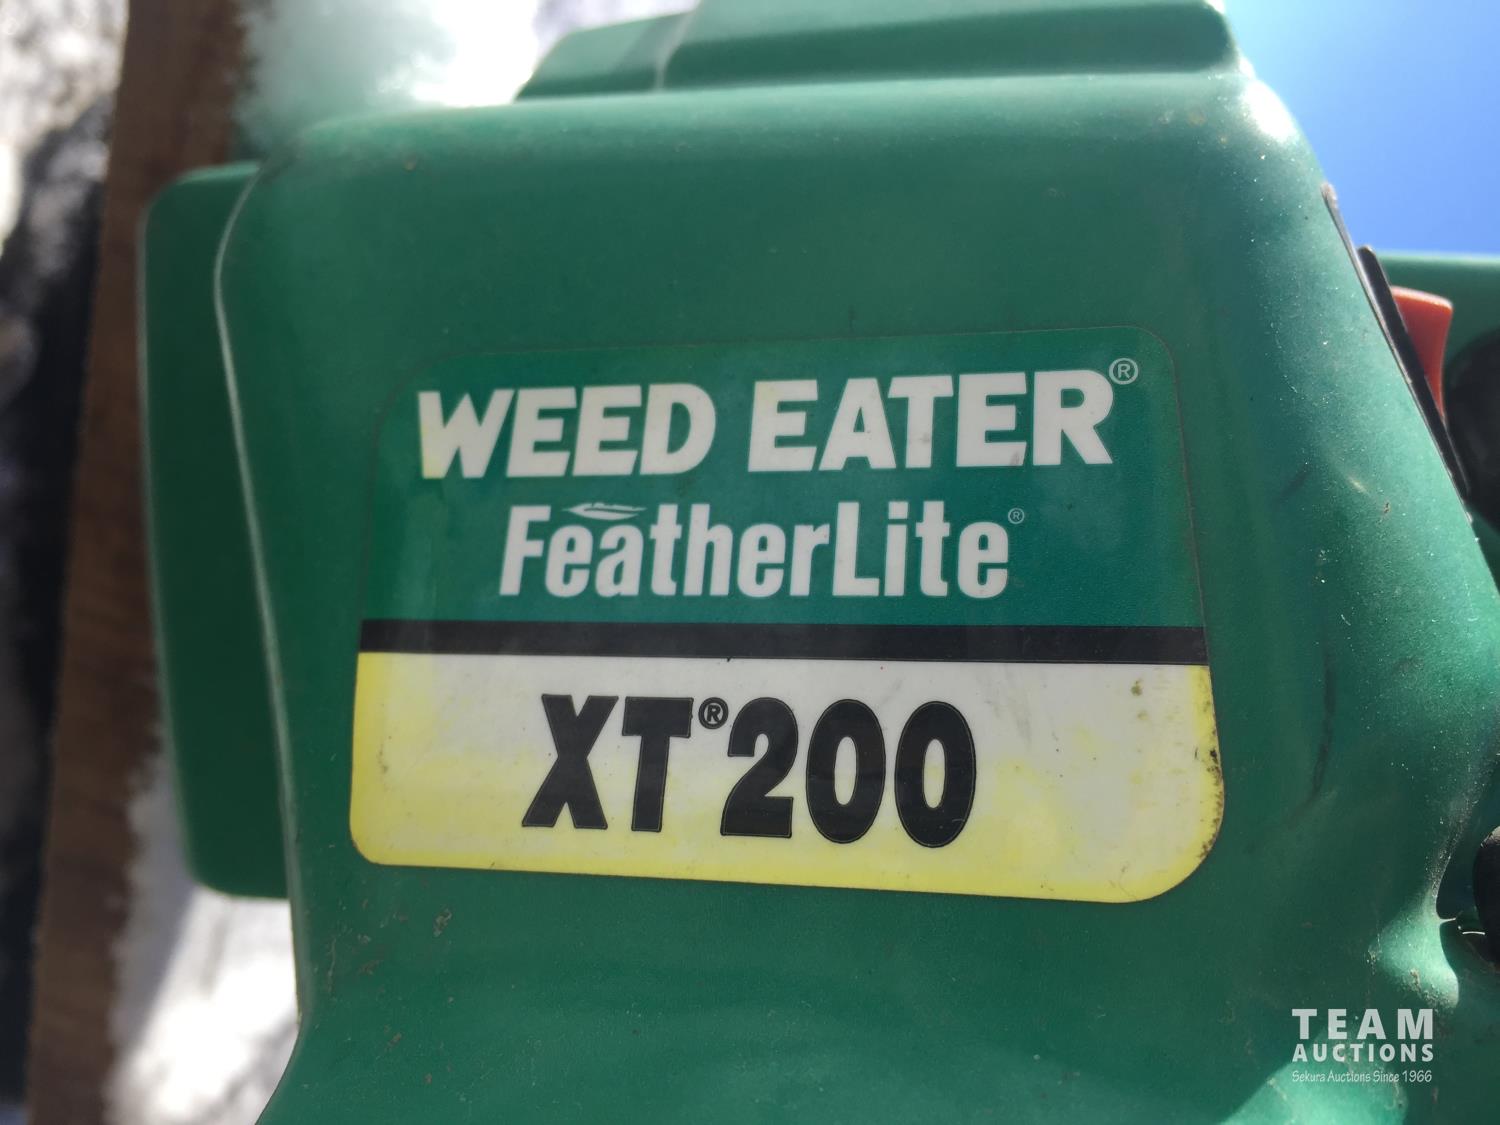 WEED EATER®
FeatherLite®
XT®200
TEAM
AUCTIONS
Sekura Auctions Since 1966